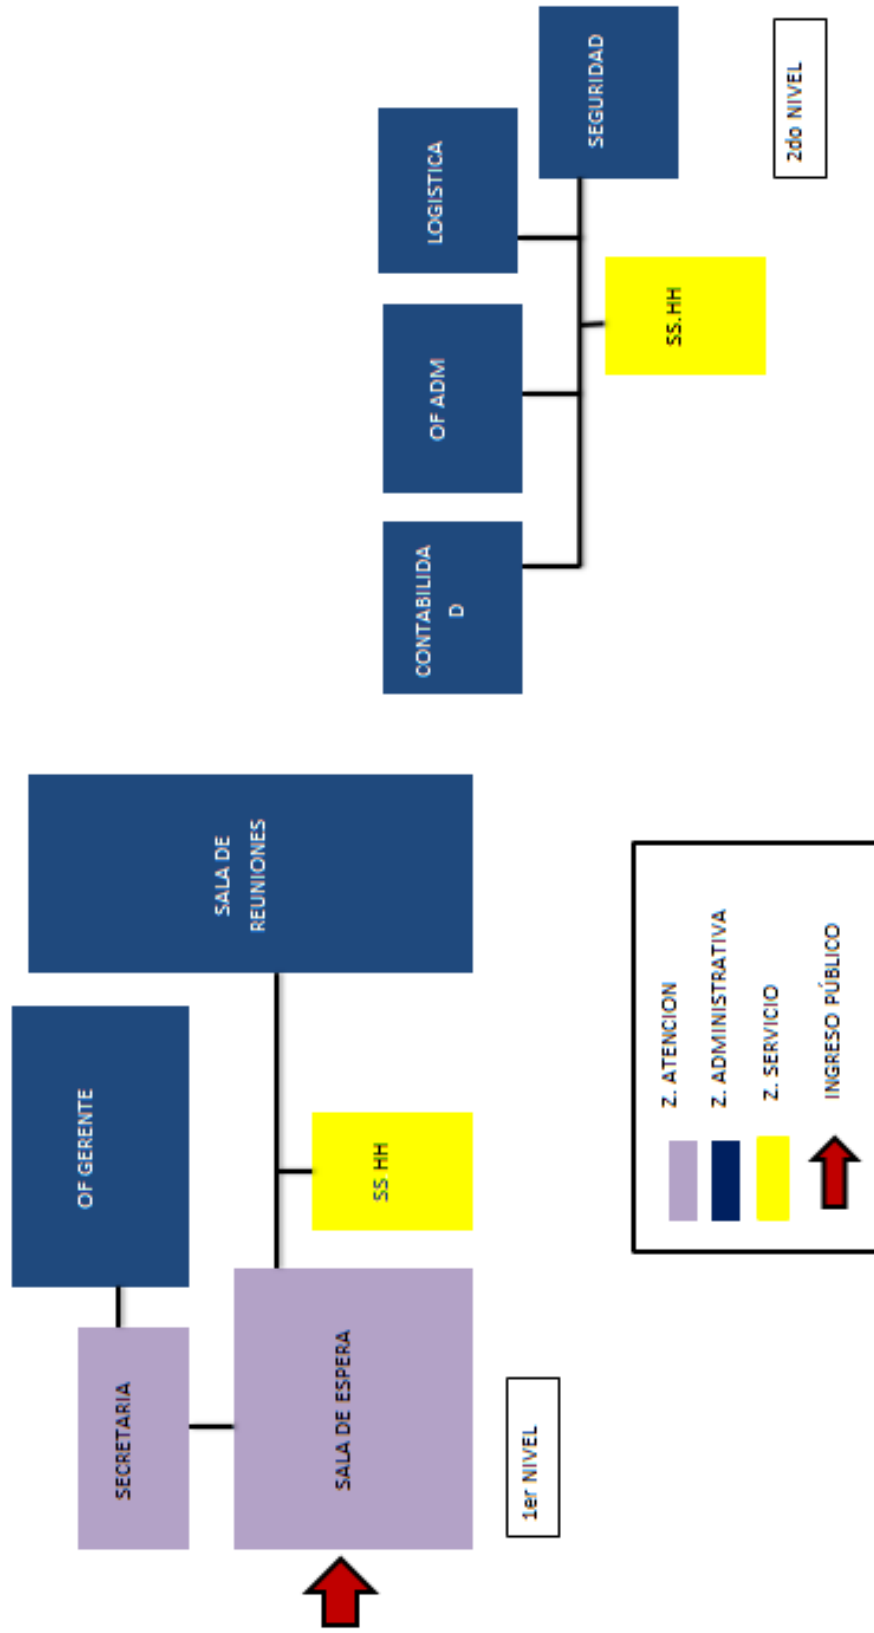 SECRETARIA
OF GERENTE
SALA DE ESPERA
SS. HH
SALA DE
REUNIONES
1er NIVEL
CONTABILIDA
D
OF ADM
LOGISTICA
SEGURIDAD
SS.HH
2do NIVEL
Z. ATENCION
Z. ADMINISTRATIVA
Z. SERVICIO
INGRESO PÚBLICO